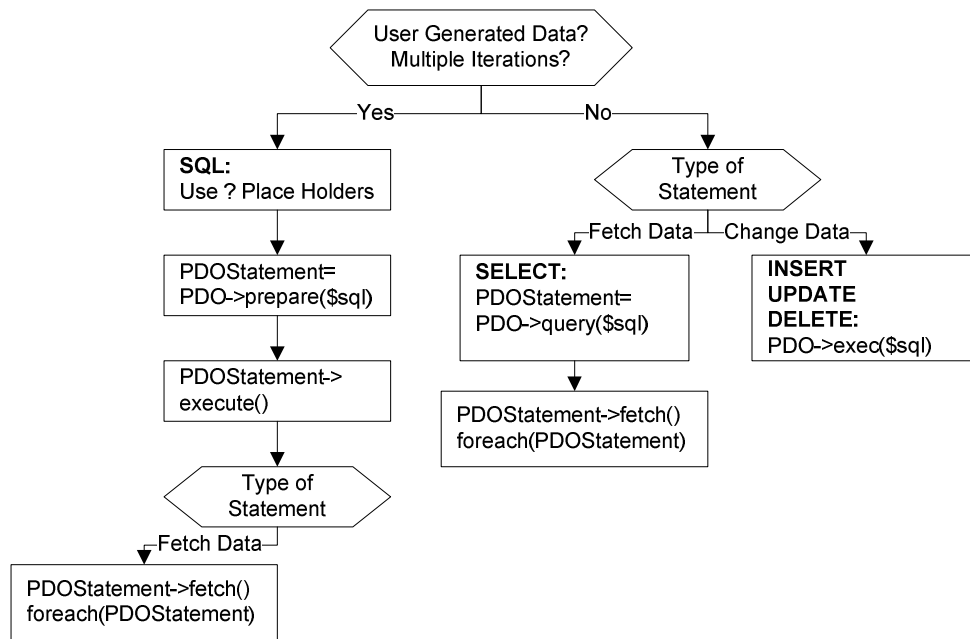 User Generated Data?
Multiple Iterations?
Yes
No
SQL:
Use ? Place Holders
Type of
Statement
PDOStatement=
PDO->prepare($sql)
Fetch Data
Change Data
SELECT:
PDOStatement=
PDO->query($sql)
INSERT
UPDATE
DELETE:
PDO->exec($sql)
PDOStatement->
execute()
PDOStatement->fetch()
foreach(PDOStatement)
Type of
Statement
Fetch Data
PDOStatement->fetch()
foreach(PDOStatement)